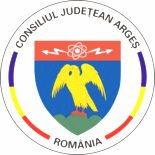 CONSILIUL JUDEȚEAN ARGEȘ
ROMÂNIA